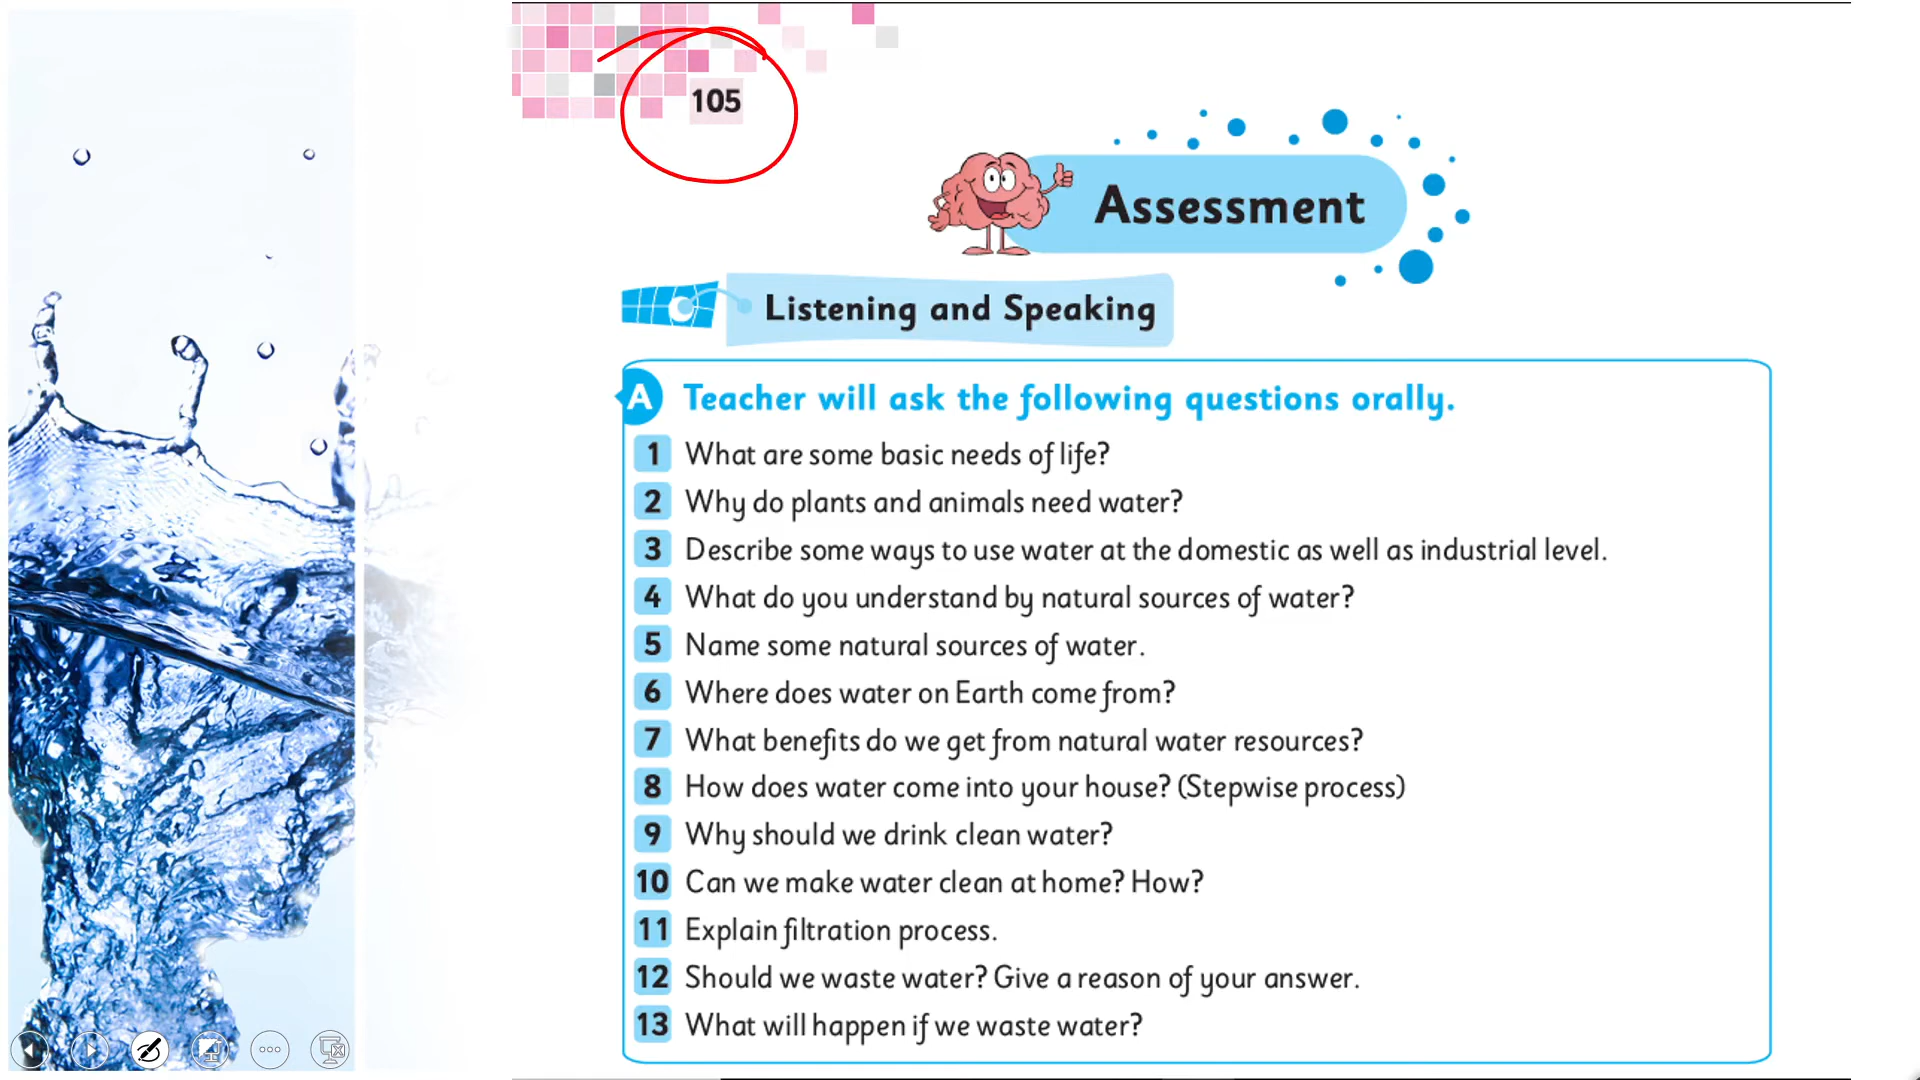 105
Assessment
Listening and Speaking
A Teacher will ask the following questions orally.
1 What are some basic needs of life?
2 Why do plants and animals need water?
3 Describe some ways to use water at the domestic as well as industrial level.
4 What do you understand by natural sources of water?
5 Name some natural sources of water.
6 Where does water on Earth come from?
7 What benefits do we get from natural water resources?
8 How does water come into your house? (Stepwise process)
9 Why should we drink clean water?
10 Can we make water clean at home? How?
11 Explain filtration process.
12 Should we waste water? Give a reason of your answer.
13 What will happen if we waste water?